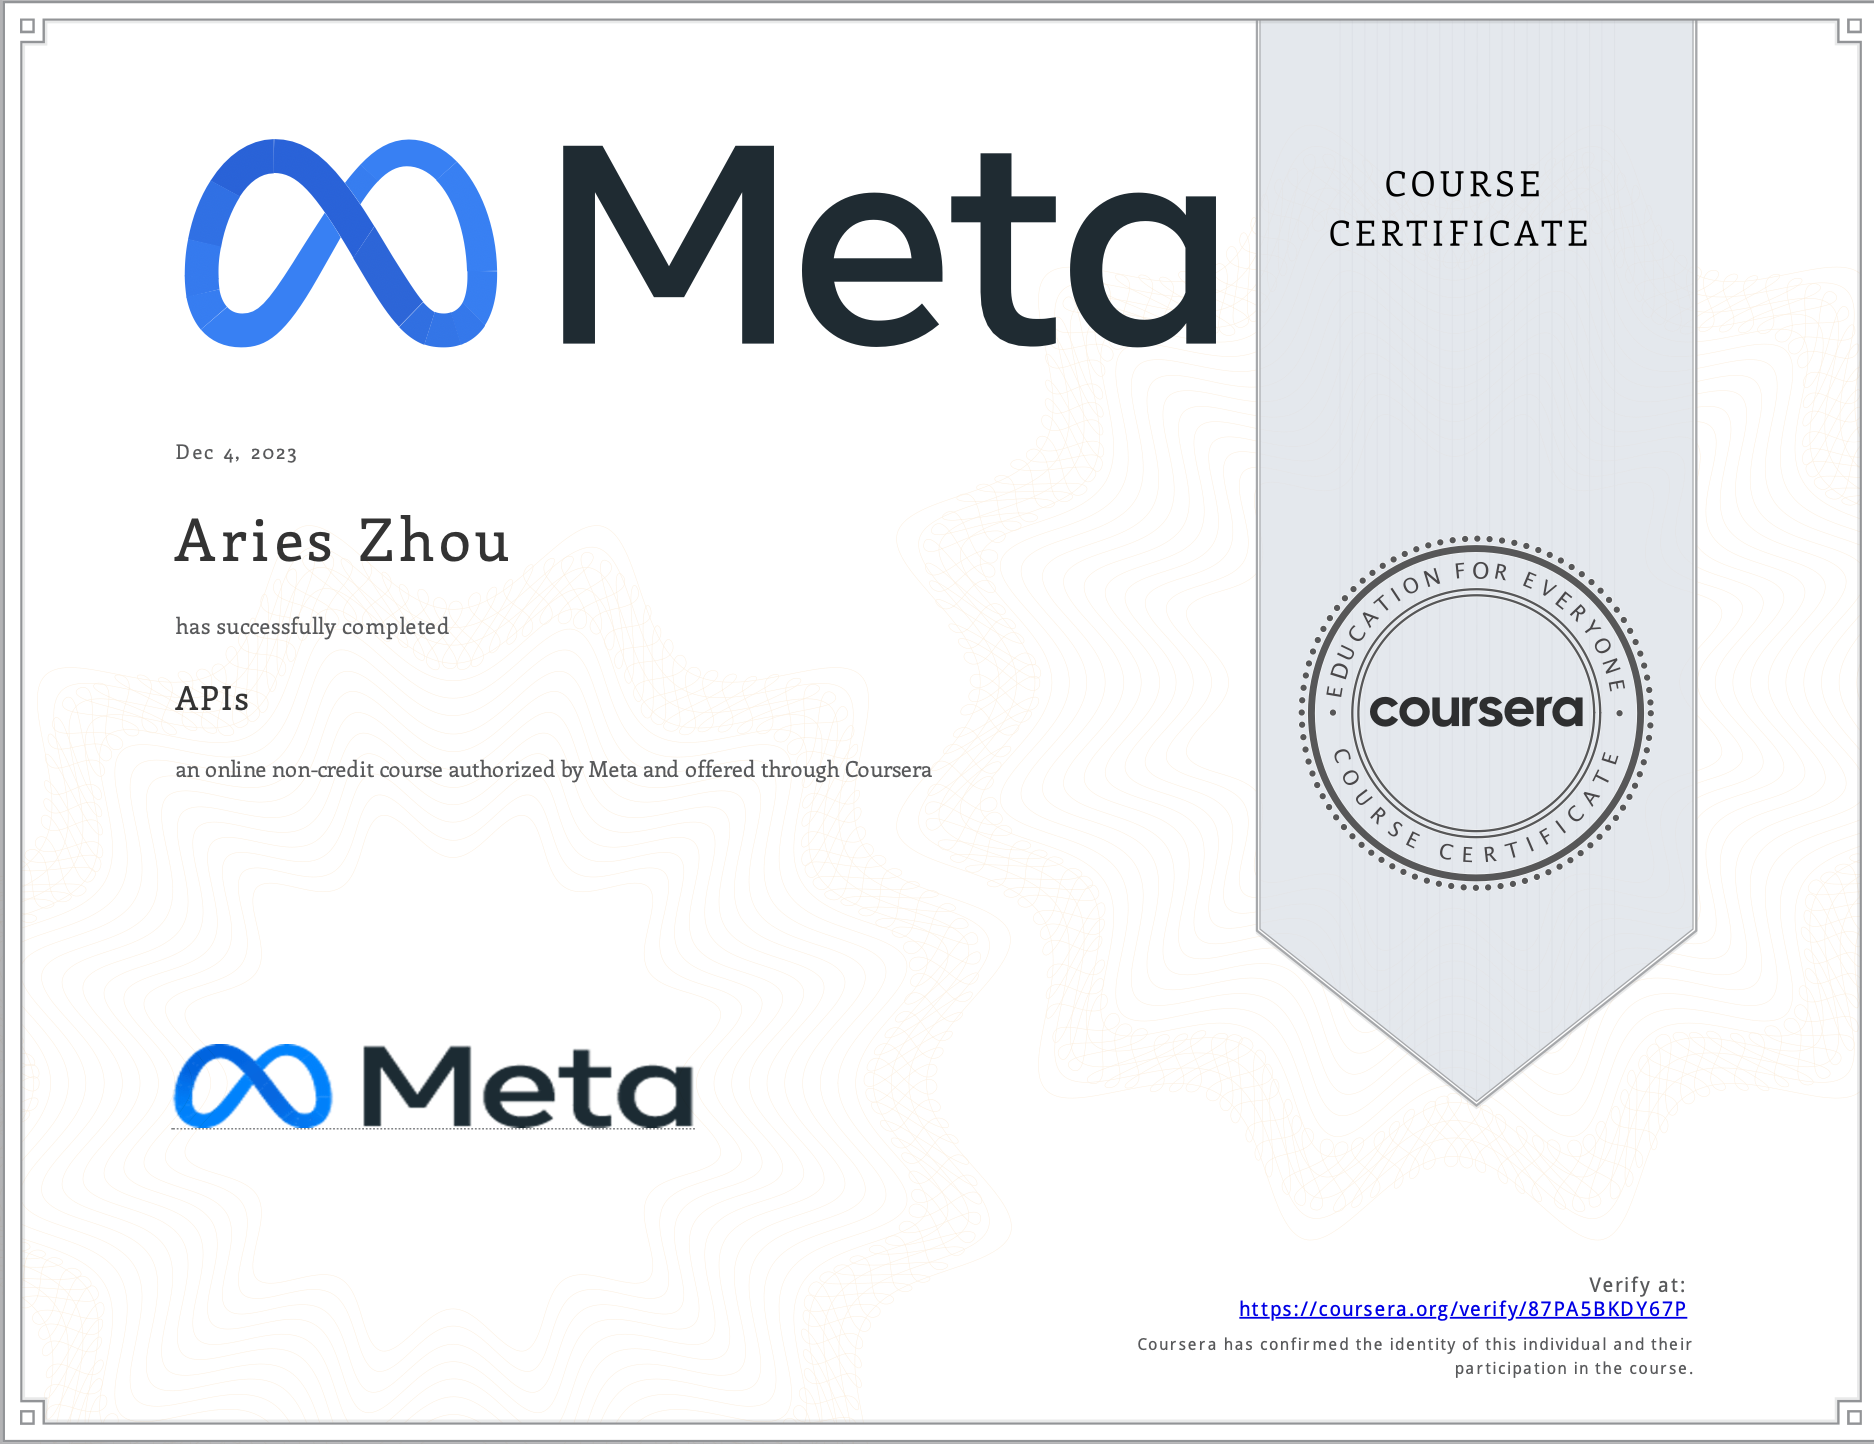 Meta
COURSE
CERTIFICATE
Dec 4, 2023
Aries Zhou
has successfully completed
APIs
an online non-credit course authorized by Meta and offered through Coursera
EDUCATION FOR EVERYONE
coursera
COURSE CERTIFICATE
Meta
Verify at:
https://coursera.org/verify/87PA5BKDY67P
Coursera has confirmed the identity of this individual and their
participation in the course.